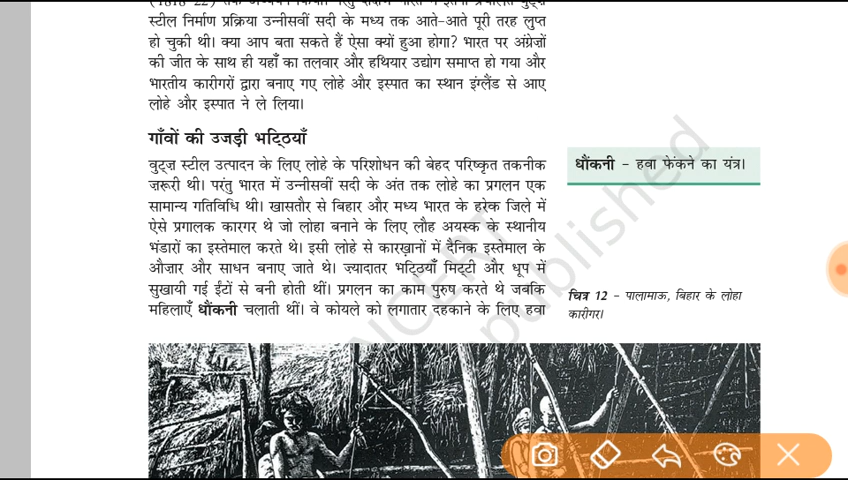 स्टील निर्माण प्रक्रिया उन्नीसवीं सदी के मध्य तक आते-आते पूरी तरह लुप्त
हो चुकी थी। क्या आप बता सकते हैं ऐसा क्यों हुआ होगा? भारत पर अंग्रेज़ों
की जीत के साथ ही यहाँ का तलवार और हथियार उद्योग समाप्त हो गया और
भारतीय कारीगरों द्वारा बनाए गए लोहे और इस्पात का स्थान इंग्लैंड से आए
लोहे और इस्पात ने ले लिया।
गाँवों की उजड़ी भट्ठियाँ
वुट्ज़ स्टील उत्पादन के लिए लोहे के परिशोधन की बेहद परिष्कृत तकनीक
ज़रूरी थी। परंतु भारत में उन्नीसवीं सदी के अंत तक लोहे का प्रगलन एक
सामान्य गतिविधि थी। खासतौर से बिहार और मध्य भारत के हरेक ज़िले में
ऐसे प्रगालक कारगर थे जो लोहा बनाने के लिए लौह अयस्क के स्थानीय
भंडारों का इस्तेमाल करते थे। इसी लोहे से कारख़ानों में दैनिक इस्तेमाल के
औज़ार और साधन बनाए जाते थे। ज्यादातर भट्ठियाँ मिट्टी और धूप में
सुखायी गई ईंटों से बनी होती थीं। प्रगलन का काम पुरुष करते थे जबकि
महिलाएँ धौंकनी चलाती थीं। वे कोयले को लगातार दहकाने के लिए हवा
धौंकनी – हवा फेंकने का यंत्र।
चित्र 12 – पालामाऊ, बिहार के लोहा
कारीगर।
NCERT
published